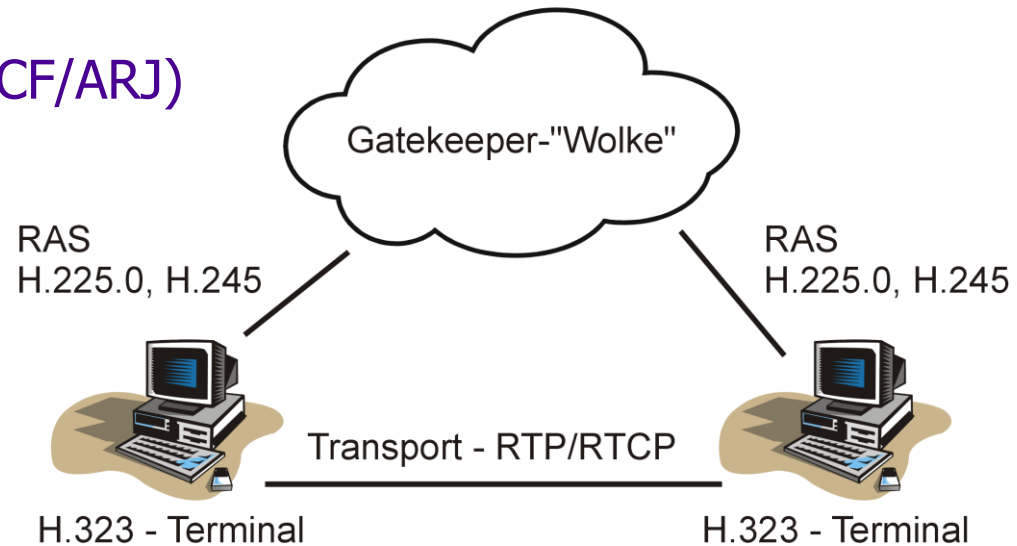 CF/ARJ)
Gatekeeper-"Wolke"
RAS
H.225.0, H.245
RAS
H.225.0, H.245
Transport - RTP/RTCP
H.323 - Terminal
H.323 - Terminal